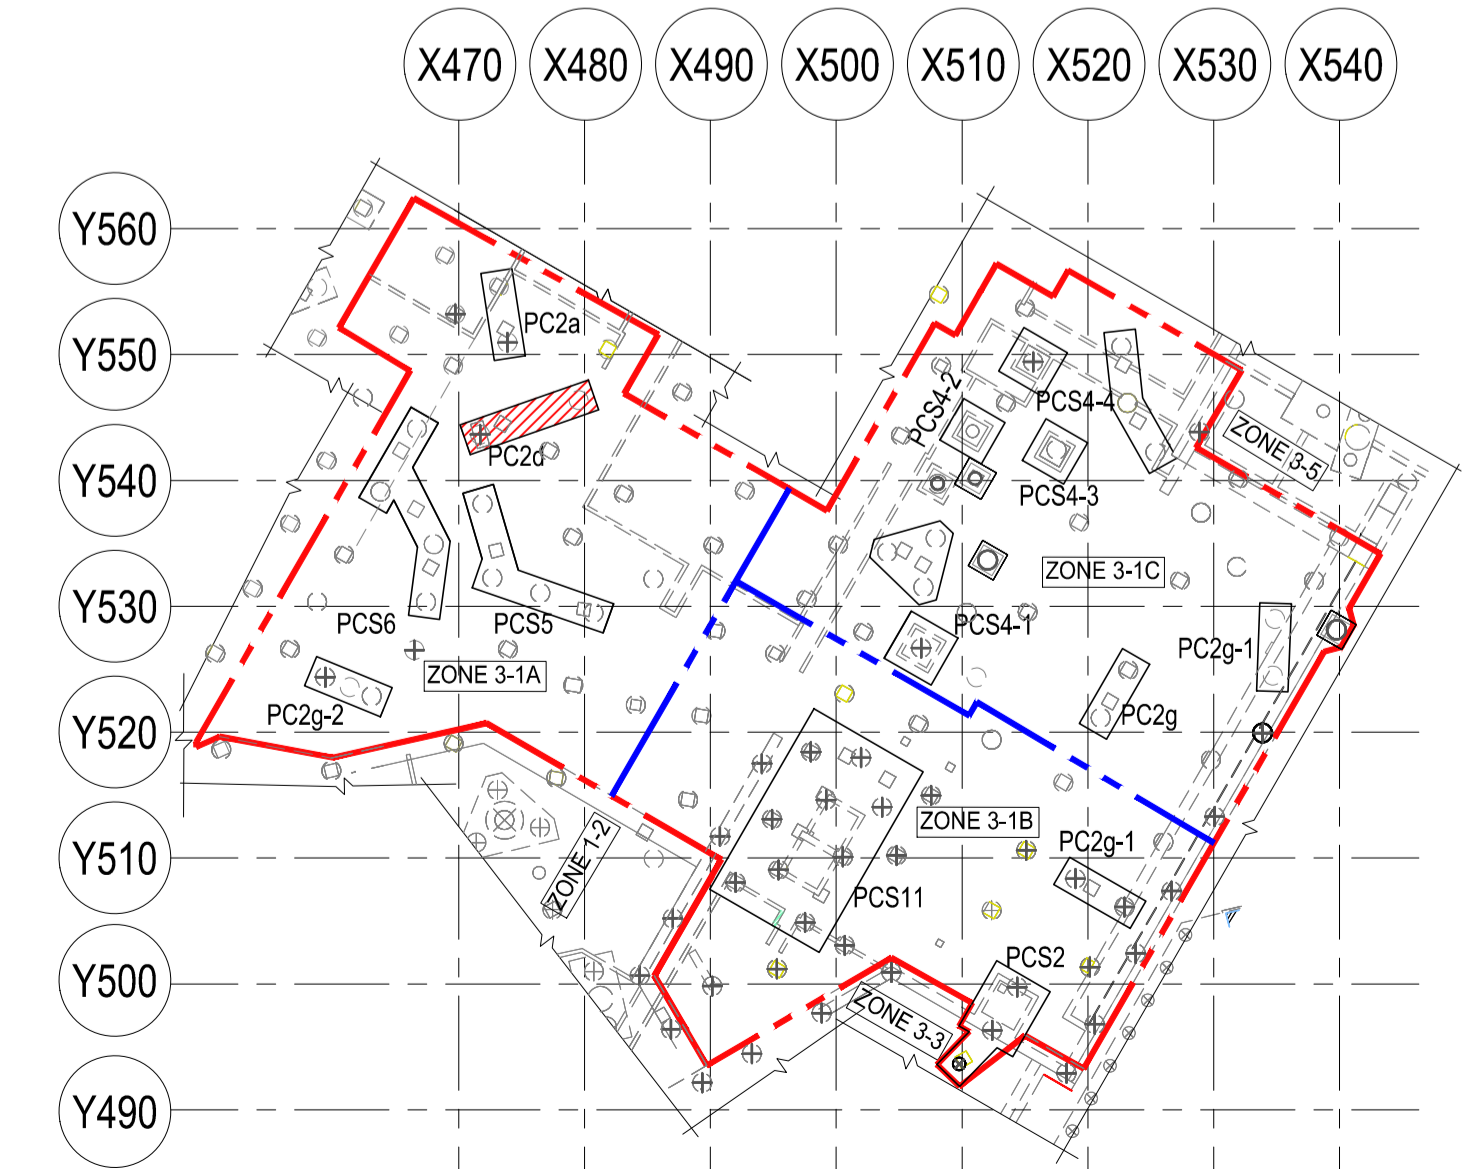 X470 X480 X490 X500 X510 X520 X530 X540
Y560
PC2a
Y550
PCS4-2
PCS4-4
ZONE 3-5
PC2d
Y540
PCS4-3
ZONE 3-1C
Y530
PCS6
PCS5
PCS4-1
PC2g-1
ZONE 3-1A
PC2g-2
PC2g
Y520
ZONE 3-1B
PC2g-1
Y510
ZONE 1-2
PCS11
PCS2
Y500
ZONE 3-3
Y490